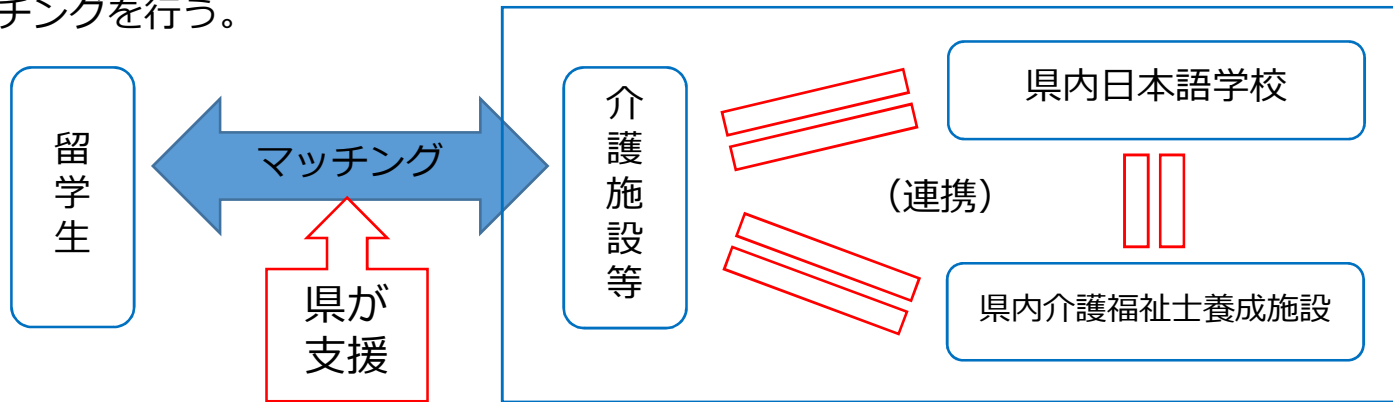 チングを行う。
留学生
マッチング
県が
支援
介護施設等
県内日本語学校
（連携）
県内介護福祉士養成施設